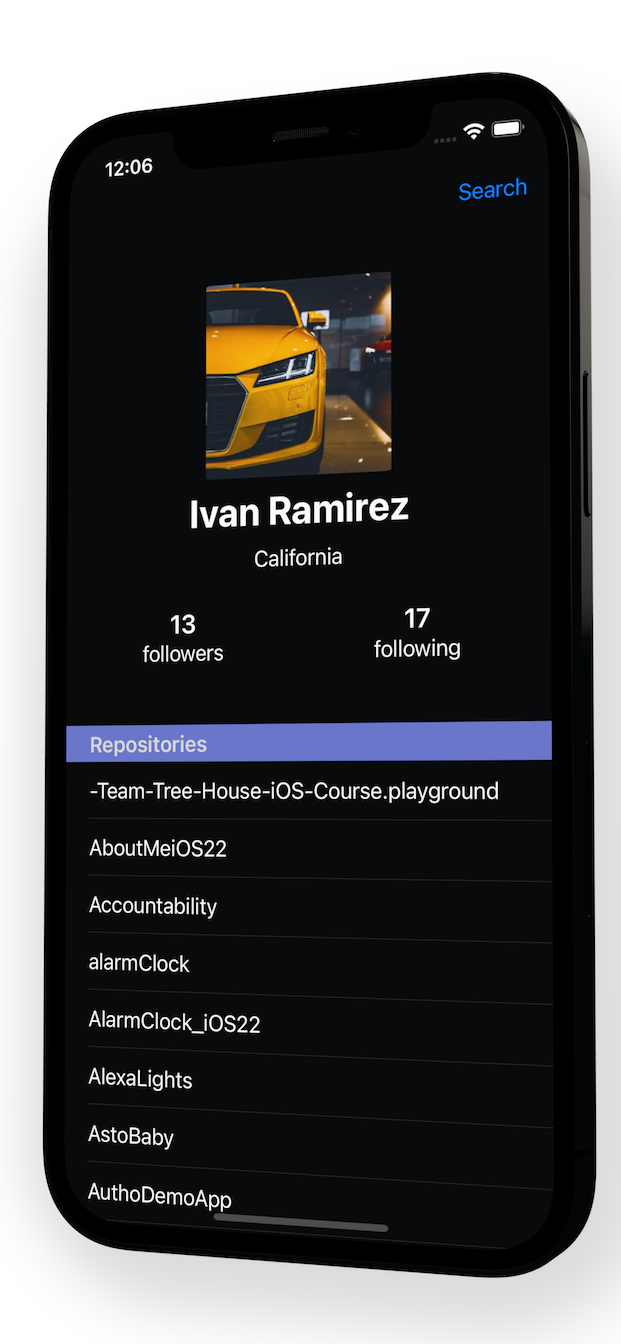 12:06
Search
Ivan Ramirez
California
13
followers
17
following
Repositories
-Team-Tree-House-iOS-Course.playground
AboutMeiOS22
Accountability
alarmClock
AlarmClock_iOS22
AlexaLights
AstoBaby
AuthoDemoApp